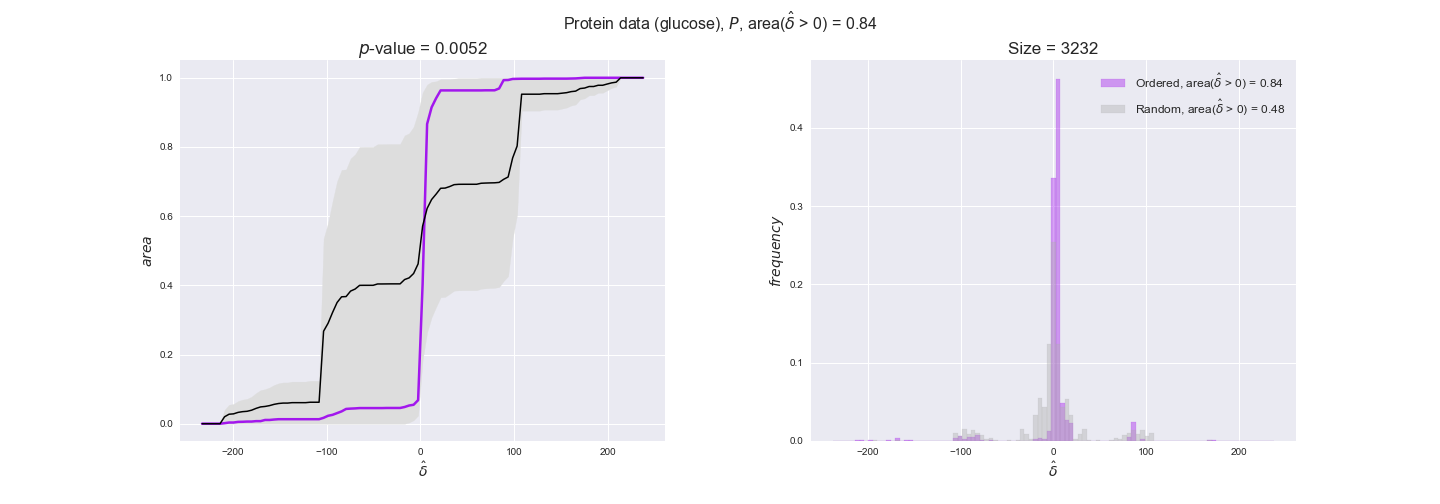 Protein data (glucose), P, area(δ̂ > 0) = 0.84
p-value = 0.0052
1.0
0.8
0.6
0.4
0.2
0.0
area
−200
−100
0
100
200
δ̂
Size = 3232
Ordered, area(δ̂ > 0) = 0.84
Random, area(δ̂ > 0) = 0.48
0.4
0.3
0.2
0.1
0.0
frequency
−200
−100
0
100
200
δ̂